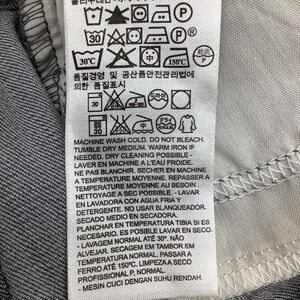 30
P
30°C
150℃
中
품질경영 및 공산품안전관리법에
의한 품질표시
30
MACHINE WASH COLD. DO NOT BLEACH.
TUMBLE DRY MEDIUM. WARM IRON IF
NEEDED. DRY CLEANING POSSIBLE -
LAVER EN MACHINE A L'EAU FROIDE.
NE PAS BLANCHIR. SECHER EN MACHINE
A TEMPERATURE MOYENNE. REPASSER A
TEMPERATURE MOYENNE AU BESOIN.
NETTOYAGE A SEC POSSIBLE - LAVAR
EN LAVADORA CON AGUA FRIA Y
DETERGENTE. NO USAR BLANQUEADOR.
SECADO MEDIO EN SECADORA.
PLANCHAR EN TEMPERATURA TIBIA SI ES
NECESARIO. ES POSIBLE LAVAR EN SECO.
- LAVAGEM NORMAL ATÉ 30º. NÃO
ALVEJAR. SECAGEM EM TAMBOR
ROTATIVO EM TEMPERATURA MEDIA.
PASSAR ATÉ 150ºC. LIMPEZA A SECO
PROFISSIONAL P, NORMAL.
- MESIN CUCI DENGAN SUHU RENDAH.